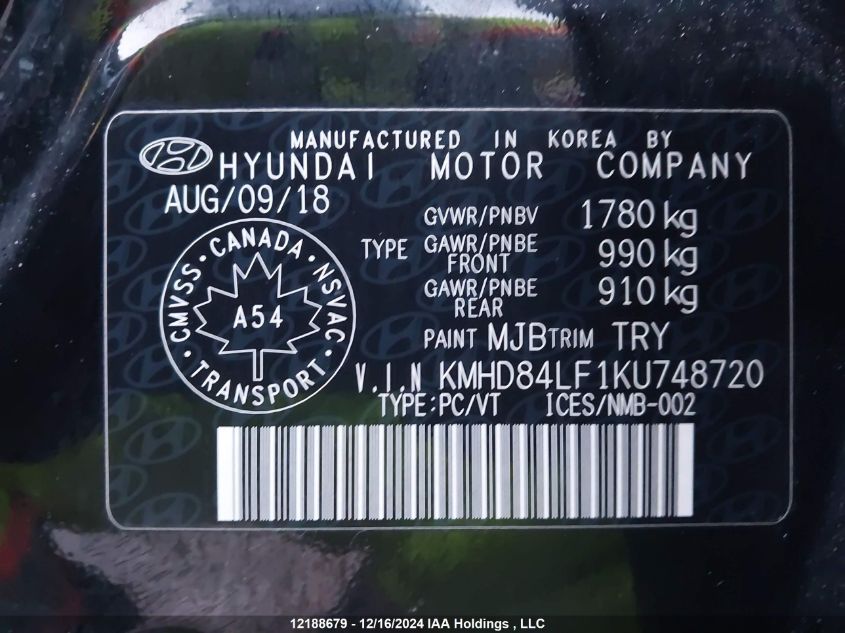 MANUFACTURED IN KOREA BY
HYUNDAI MOTOR COMPANY
AUG/09/18
GVWR/PNBV 1780 kg
TYPE GAWR/PNBE FRONT 990 kg
GAWR/PNBE REAR 910 kg
CMVSS · CANADA · NSVAC · TRANSPORT ·
A54
PAINT MJB TRIM TRY
V.I.N KMHD84LF1KU748720
TYPE:PC/VT ICES/NMB-002
12188679 - 12/16/2024 IAA Holdings , LLC